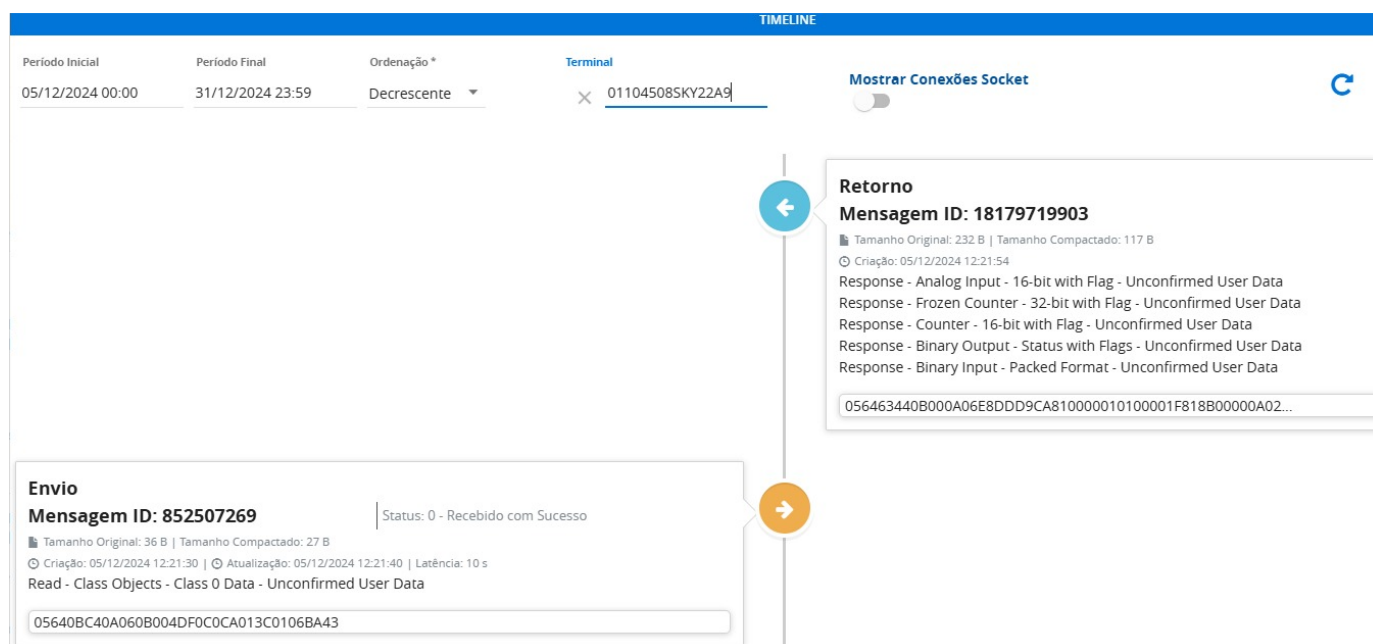 TIMELINE
Período Inicial
Período Final
Ordenação *
Terminal
05/12/2024 00:00
31/12/2024 23:59
Decrescente
01104508SKY22A9
Mostrar Conexões Socket
Retorno
Mensagem ID: 18179719903
Tamanho Original: 232 B | Tamanho Compactado: 117 B
Criação: 05/12/2024 12:21:54
Response - Analog Input - 16-bit with Flag - Unconfirmed User Data
Response - Frozen Counter - 32-bit with Flag - Unconfirmed User Data
Response - Counter - 16-bit with Flag - Unconfirmed User Data
Response - Binary Output - Status with Flags - Unconfirmed User Data
Response - Binary Input - Packed Format - Unconfirmed User Data
056463440B000A06E8DDD9CA810000010100001F818B00000A02...
Envio
Mensagem ID: 852507269
Status: 0 - Recebido com Sucesso
Tamanho Original: 36 B | Tamanho Compactado: 27 B
Criação: 05/12/2024 12:21:30 | Atualização: 05/12/2024 12:21:40 | Latência: 10 s
Read - Class Objects - Class 0 Data - Unconfirmed User Data
05640BC40A060B004DF0C0CA013C0106BA43